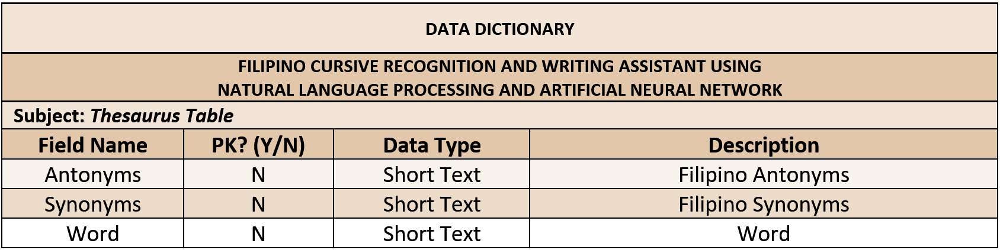 DATA DICTIONARY
FILIPINO CURSIVE RECOGNITION AND WRITING ASSISTANT USING
NATURAL LANGUAGE PROCESSING AND ARTIFICIAL NEURAL NETWORK
Subject: Thesaurus Table
Field Name PK? (Y/N) Data Type Description
Antonyms N Short Text Filipino Antonyms
Synonyms N Short Text Filipino Synonyms
Word N Short Text Word